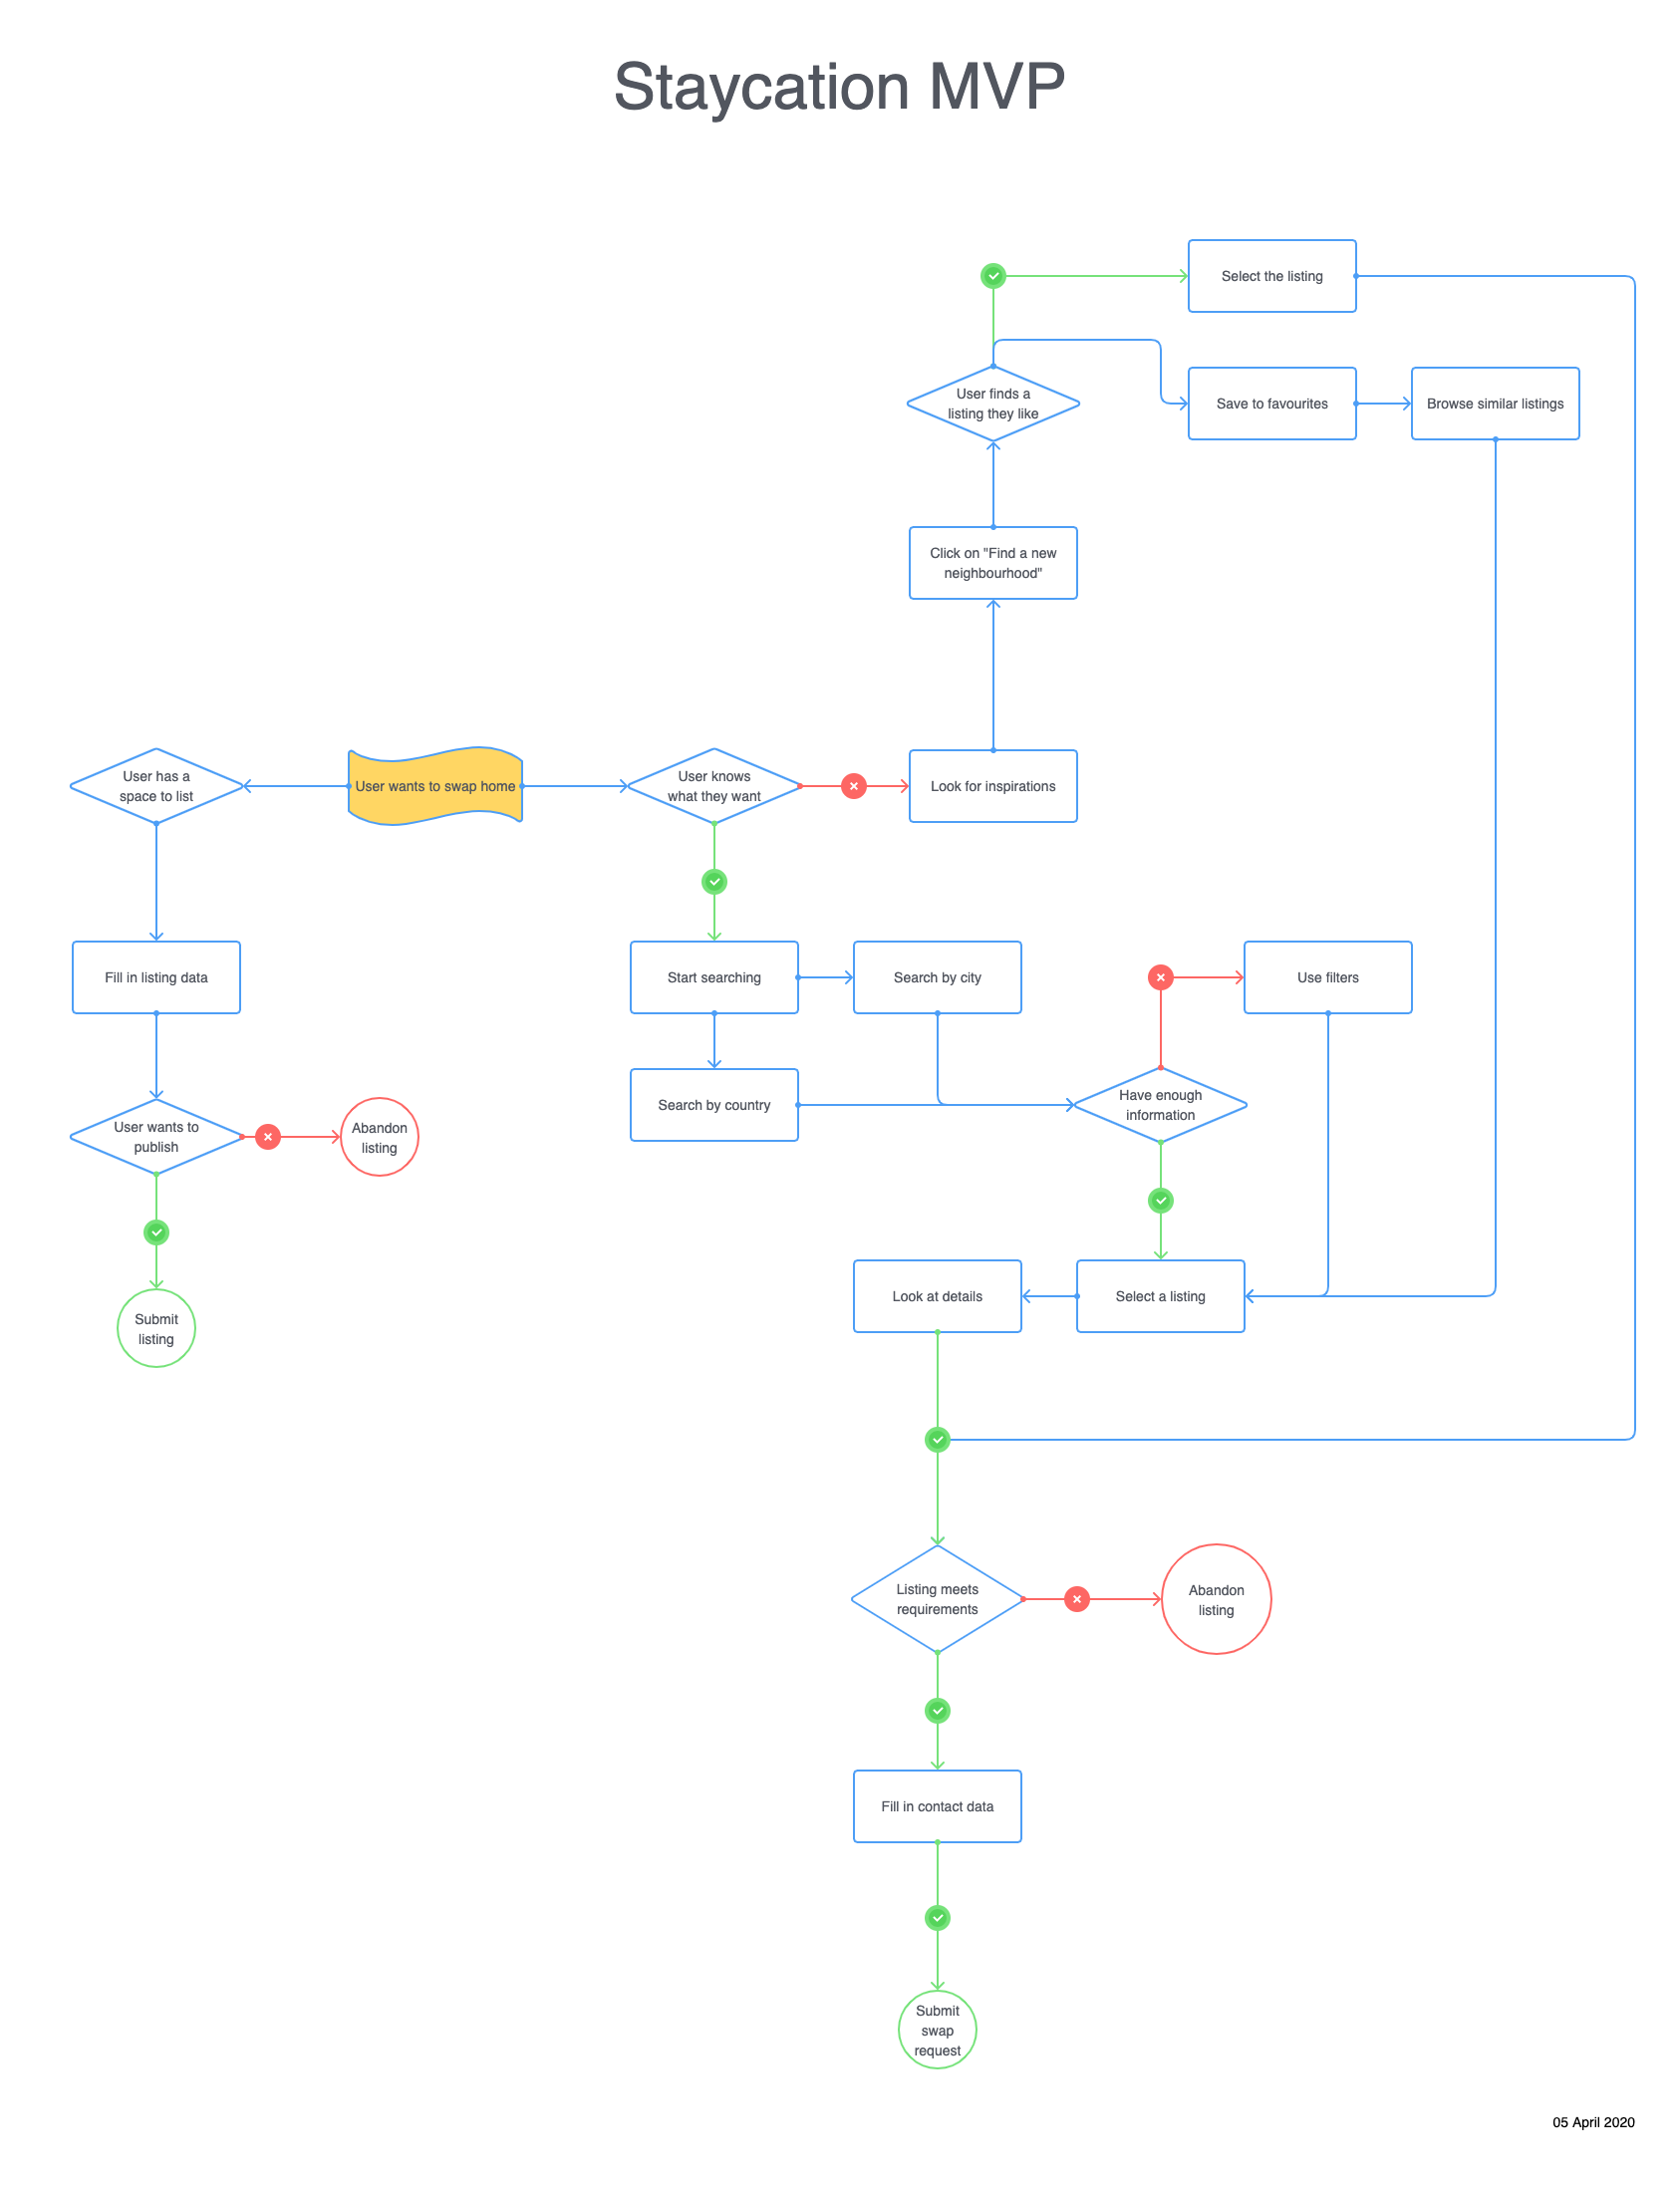 Staycation MVP
Select the listing
User finds a
listing they like
Save to favourites
Browse similar listings
Click on "Find a new
neighbourhood"
User has a
space to list
User wants to swap home
User knows
what they want
Look for inspirations
Fill in listing data
Start searching
Search by city
Use filters
Search by country
Have enough
information
User wants to
publish
Abandon
listing
Submit
listing
Look at details
Select a listing
Listing meets
requirements
Abandon
listing
Fill in contact data
Submit
swap
request
05 April 2020